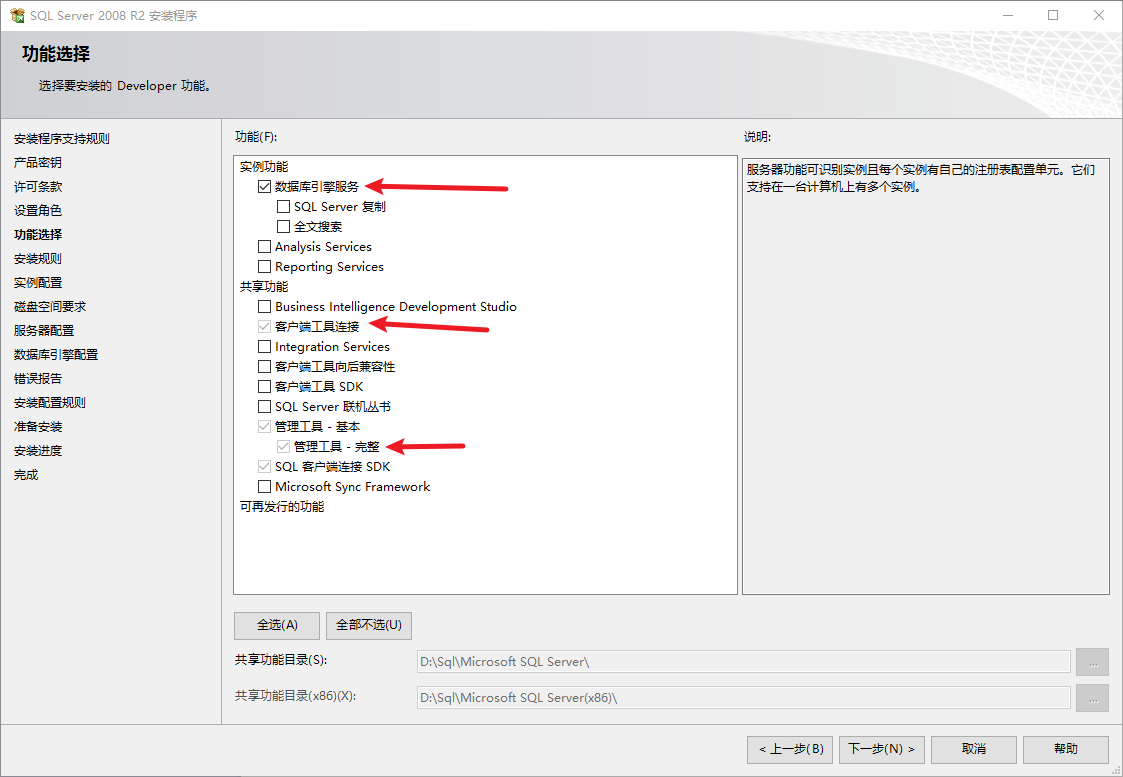 SQL Server 2008 R2 安装程序
功能选择
选择要安装的 Developer 功能。
安装程序支持规则
产品密钥
许可条款
设置角色
功能选择
安装规则
实例配置
磁盘空间要求
服务器配置
数据库引擎配置
错误报告
安装配置规则
准备安装
安装进度
完成
功能(F):
实例功能
数据库引擎服务
SQL Server 复制
全文搜索
Analysis Services
Reporting Services
共享功能
Business Intelligence Development Studio
客户端工具连接
Integration Services
客户端工具向后兼容性
客户端工具 SDK
SQL Server 联机丛书
管理工具 - 基本
管理工具 - 完整
SQL 客户端连接 SDK
Microsoft Sync Framework
可再发行的功能
说明:
服务器功能可识别实例且每个实例有自己的注册表配置单元。它们
支持在一台计算机上有多个实例。
全选(A) 全部不选(U)
共享功能目录(S): D:\Sql\Microsoft SQL Server\ ...
共享功能目录(x86)(X): D:\Sql\Microsoft SQL Server(x86)\ ...
< 上一步(B) 下一步(N) > 取消 帮助